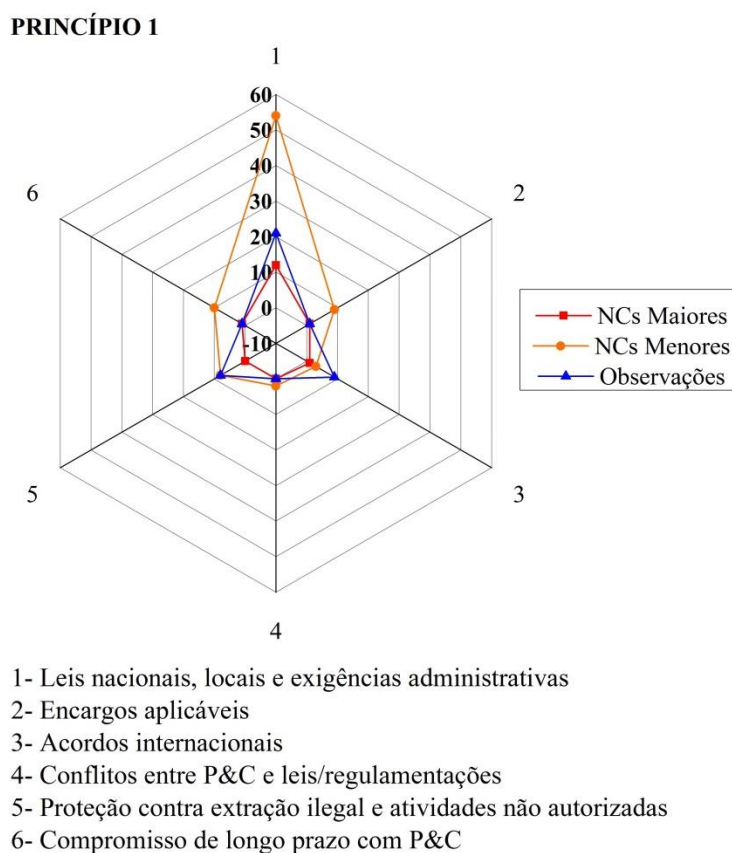 PRINCÍPIO 1
1
60
50
40
30
20
10
0
-10
2
3
4
5
6
NCs Maiores
NCs Menores
Observações
1- Leis nacionais, locais e exigências administrativas
2- Encargos aplicáveis
3- Acordos internacionais
4- Conflitos entre P&C e leis/regulamentações
5- Proteção contra extração ilegal e atividades não autorizadas
6- Compromisso de longo prazo com P&C